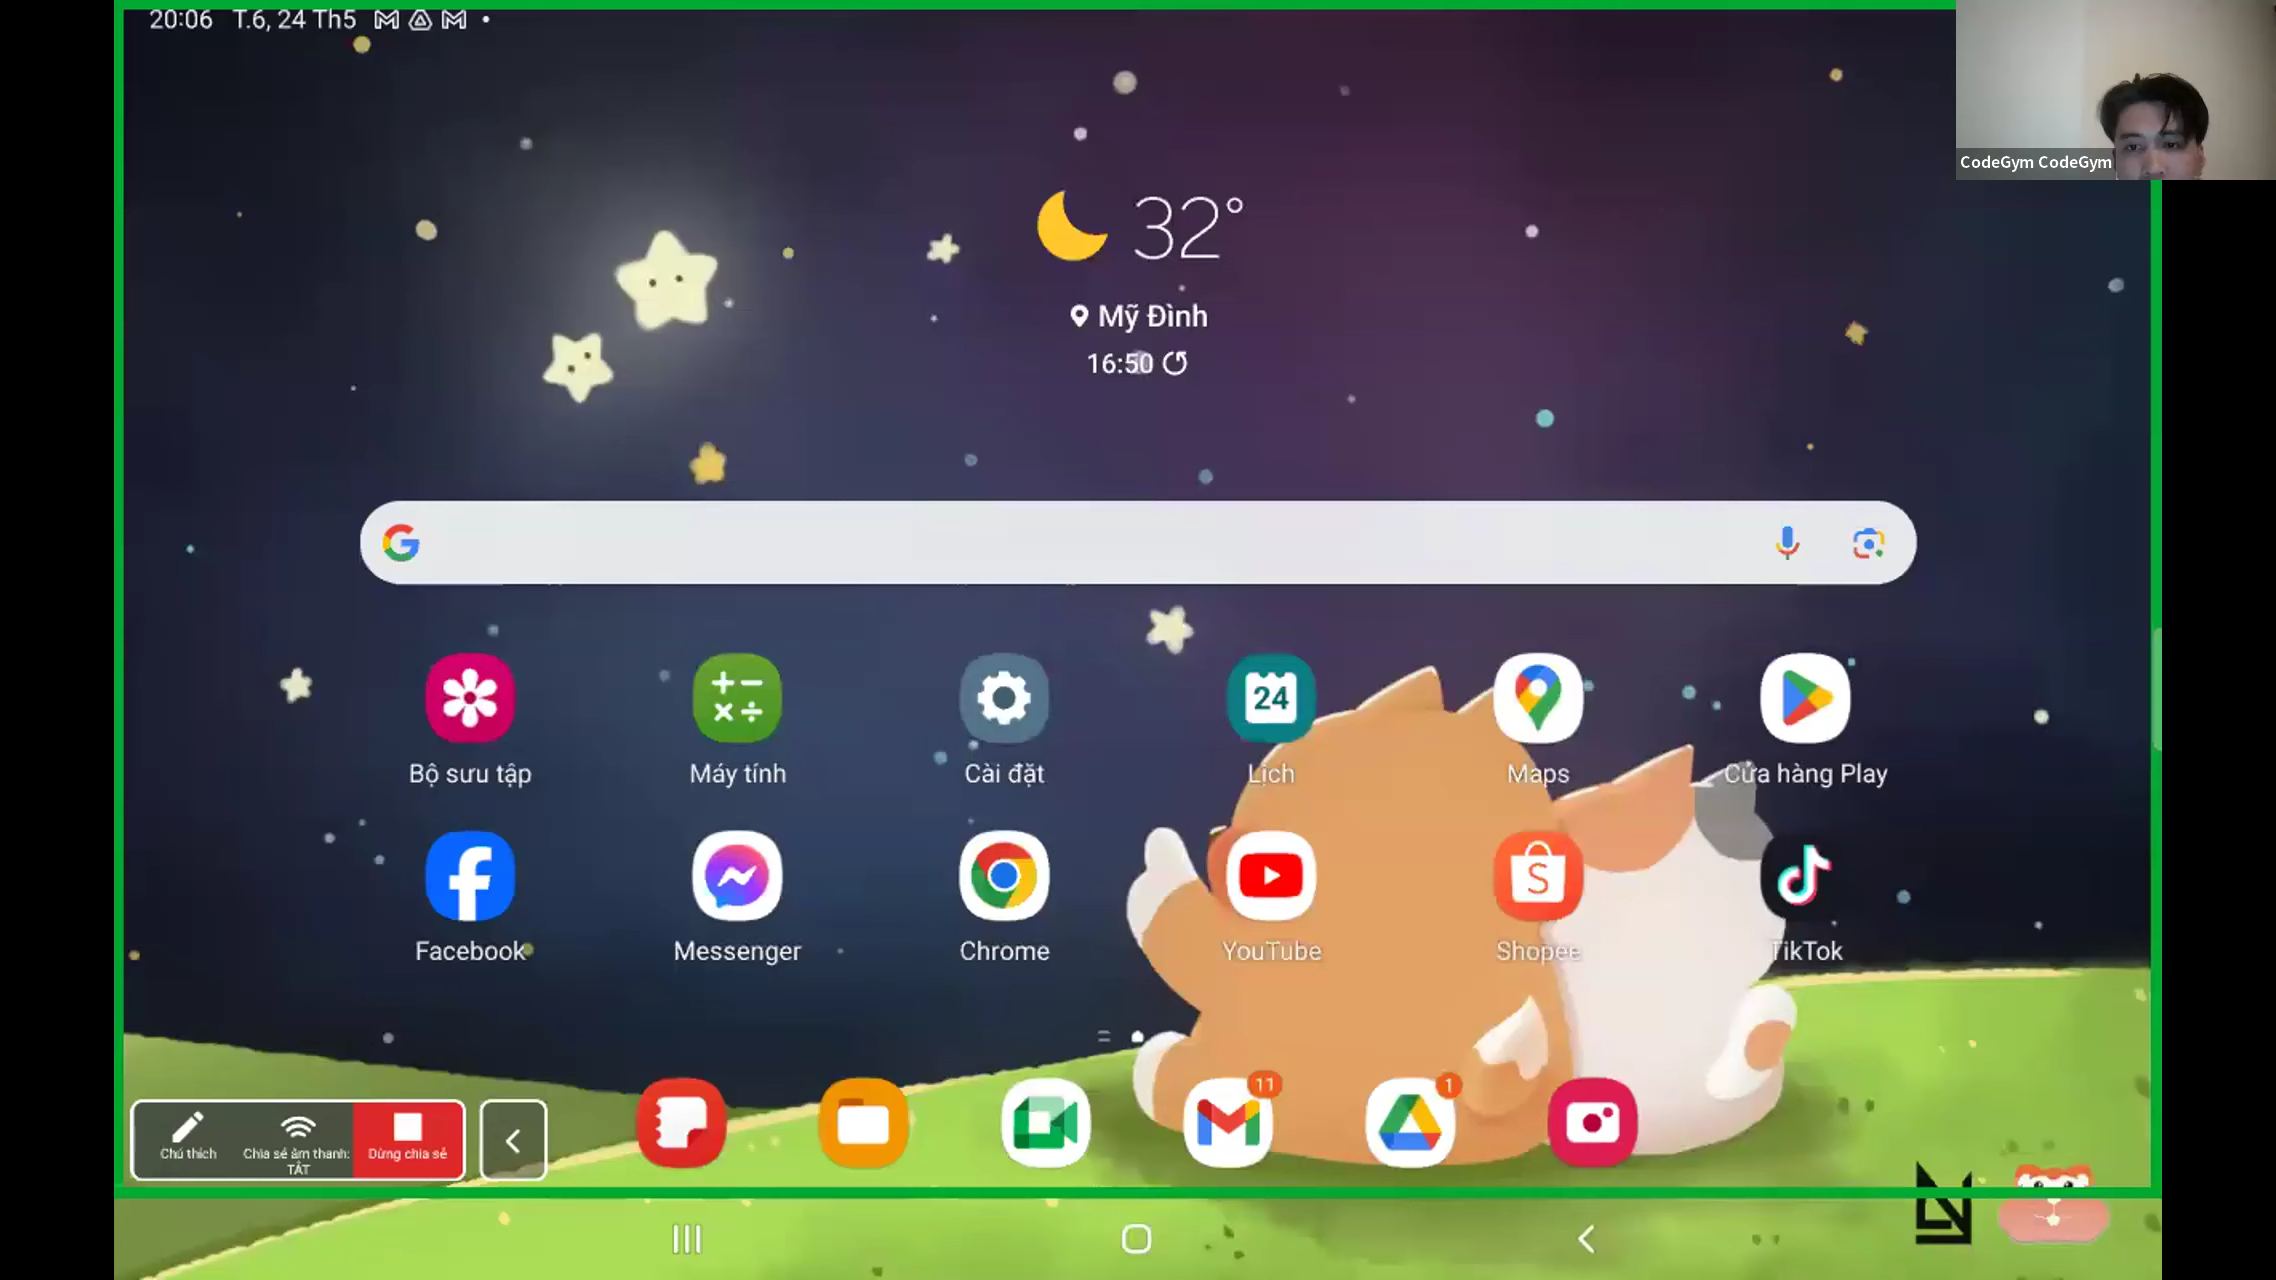 20:06 T.6, 24 Th5
CodeGym CodeGym
32°
Mỹ Đình
16:50
Bộ sưu tập
Máy tính
Cài đặt
24
Lịch
Maps
Cửa hàng Play
Facebook
Messenger
Chrome
YouTube
Shopee
TikTok
11
1
Chú thích
Chia sẻ âm thanh:
TẮT
Dừng chia sẻ